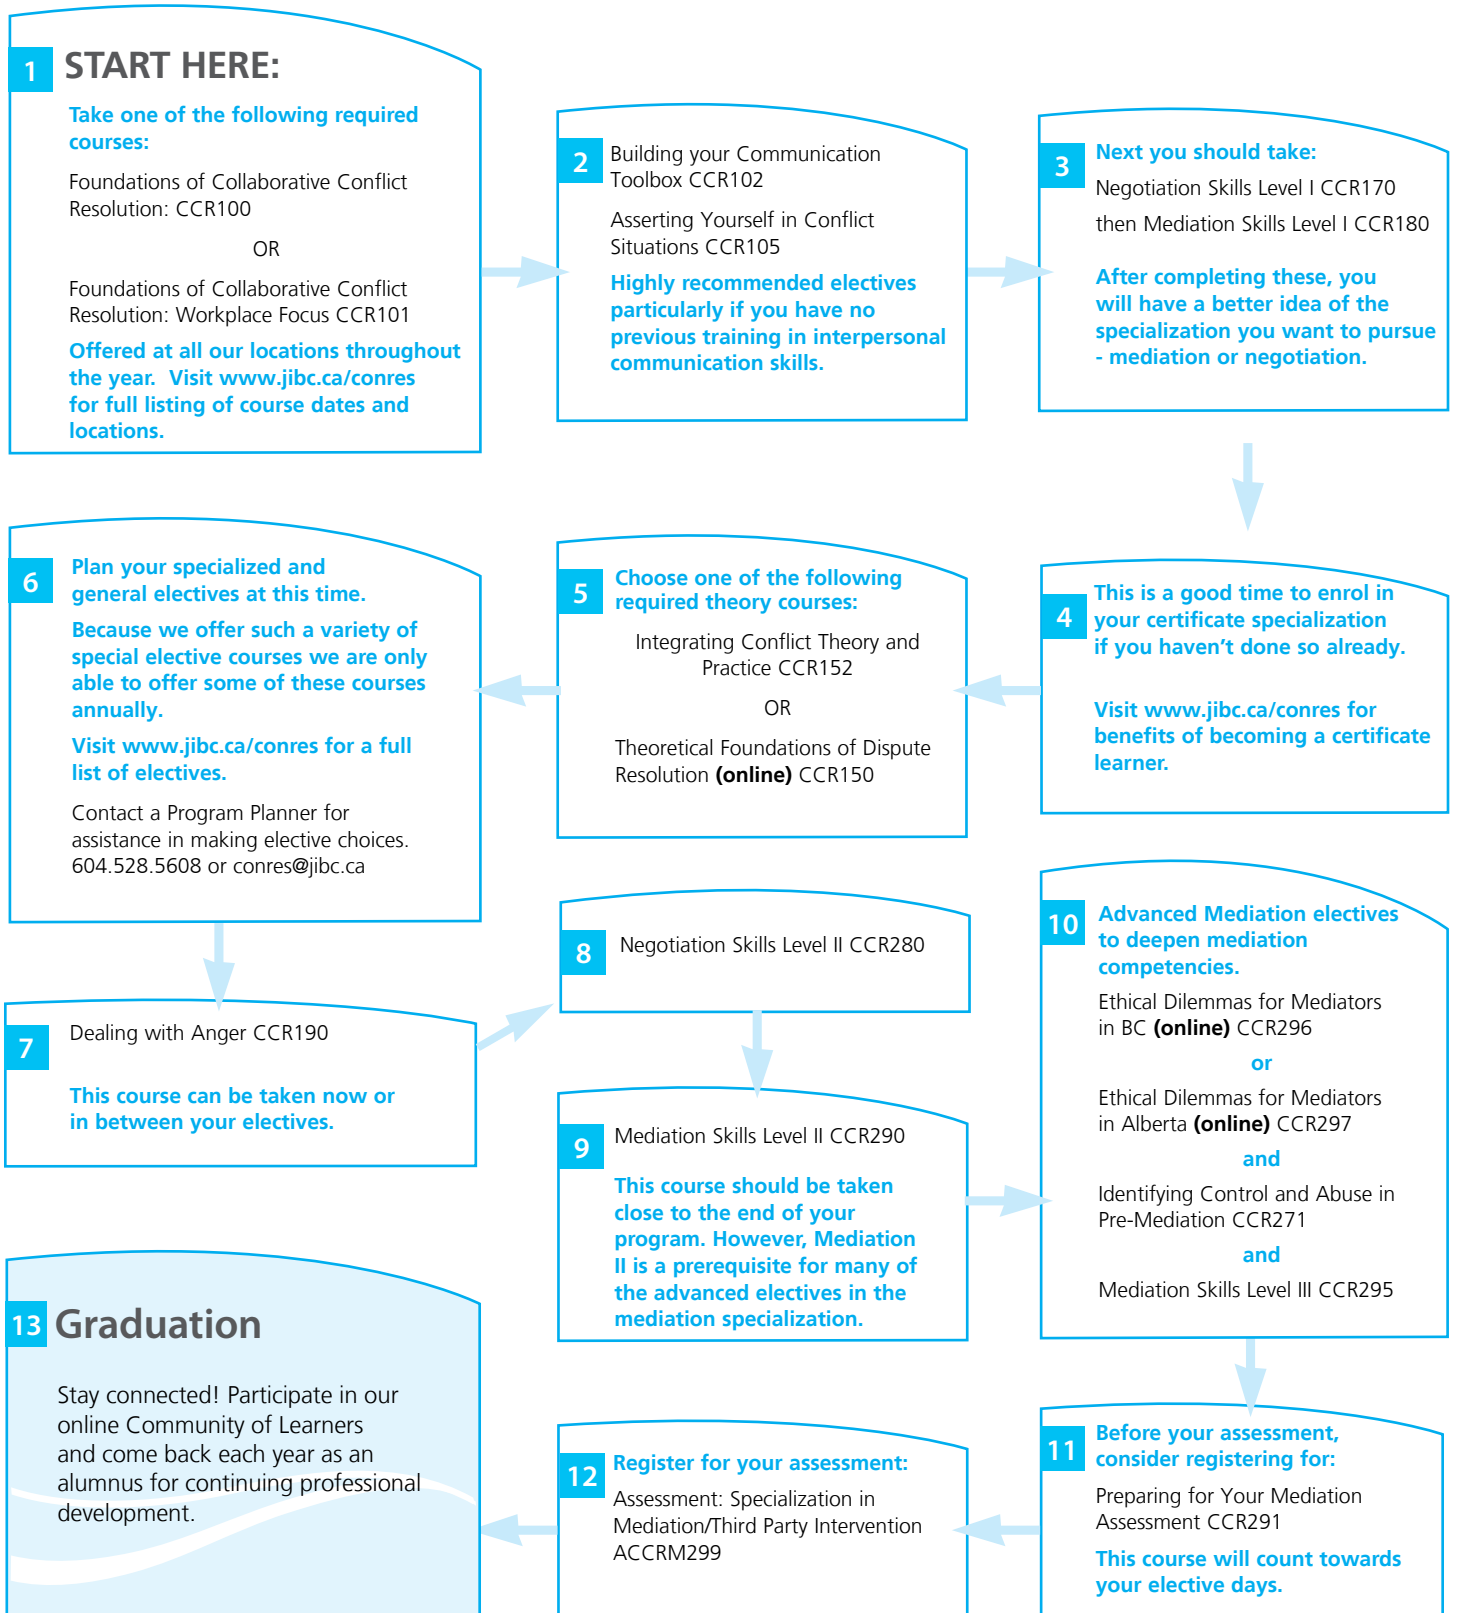 1 START HERE:
Take one of the following required
courses:
Foundations of Collaborative Conflict
Resolution: CCR100
OR
Foundations of Collaborative Conflict
Resolution: Workplace Focus CCR101
Offered at all our locations throughout
the year. Visit www.jibc.ca/conres
for full listing of course dates and
locations.
2 Building your Communication
Toolbox CCR102
Asserting Yourself in Conflict
Situations CCR105
Highly recommended electives
particularly if you have no
previous training in interpersonal
communication skills.
3 Next you should take:
Negotiation Skills Level I CCR170
then Mediation Skills Level I CCR180
After completing these, you
will have a better idea of the
specialization you want to pursue
- mediation or negotiation.
4 This is a good time to enrol in
your certificate specialization
if you haven't done so already.
Visit www.jibc.ca/conres for
benefits of becoming a certificate
learner.
5 Choose one of the following
required theory courses:
Integrating Conflict Theory and
Practice CCR152
OR
Theoretical Foundations of Dispute
Resolution (online) CCR150
6 Plan your specialized and
general electives at this time.
Because we offer such a variety of
special elective courses we are only
able to offer some of these courses
annually.
Visit www.jibc.ca/conres for a full
list of electives.
Contact a Program Planner for
assistance in making elective choices.
604.528.5608 or conres@jibc.ca
7 Dealing with Anger CCR190
This course can be taken now or
in between your electives.
8 Negotiation Skills Level II CCR280
9 Mediation Skills Level II CCR290
This course should be taken
close to the end of your
program. However, Mediation
II is a prerequisite for many of
the advanced electives in the
mediation specialization.
10 Advanced Mediation electives
to deepen mediation
competencies.
Ethical Dilemmas for Mediators
in BC (online) CCR296
or
Ethical Dilemmas for Mediators
in Alberta (online) CCR297
and
Identifying Control and Abuse in
Pre-Mediation CCR271
and
Mediation Skills Level III CCR295
11 Before your assessment,
consider registering for:
Preparing for Your Mediation
Assessment CCR291
This course will count towards
your elective days.
12 Register for your assessment:
Assessment: Specialization in
Mediation/Third Party Intervention
ACCRM299
13 Graduation
Stay connected! Participate in our
online Community of Learners
and come back each year as an
alumnus for continuing professional
development.